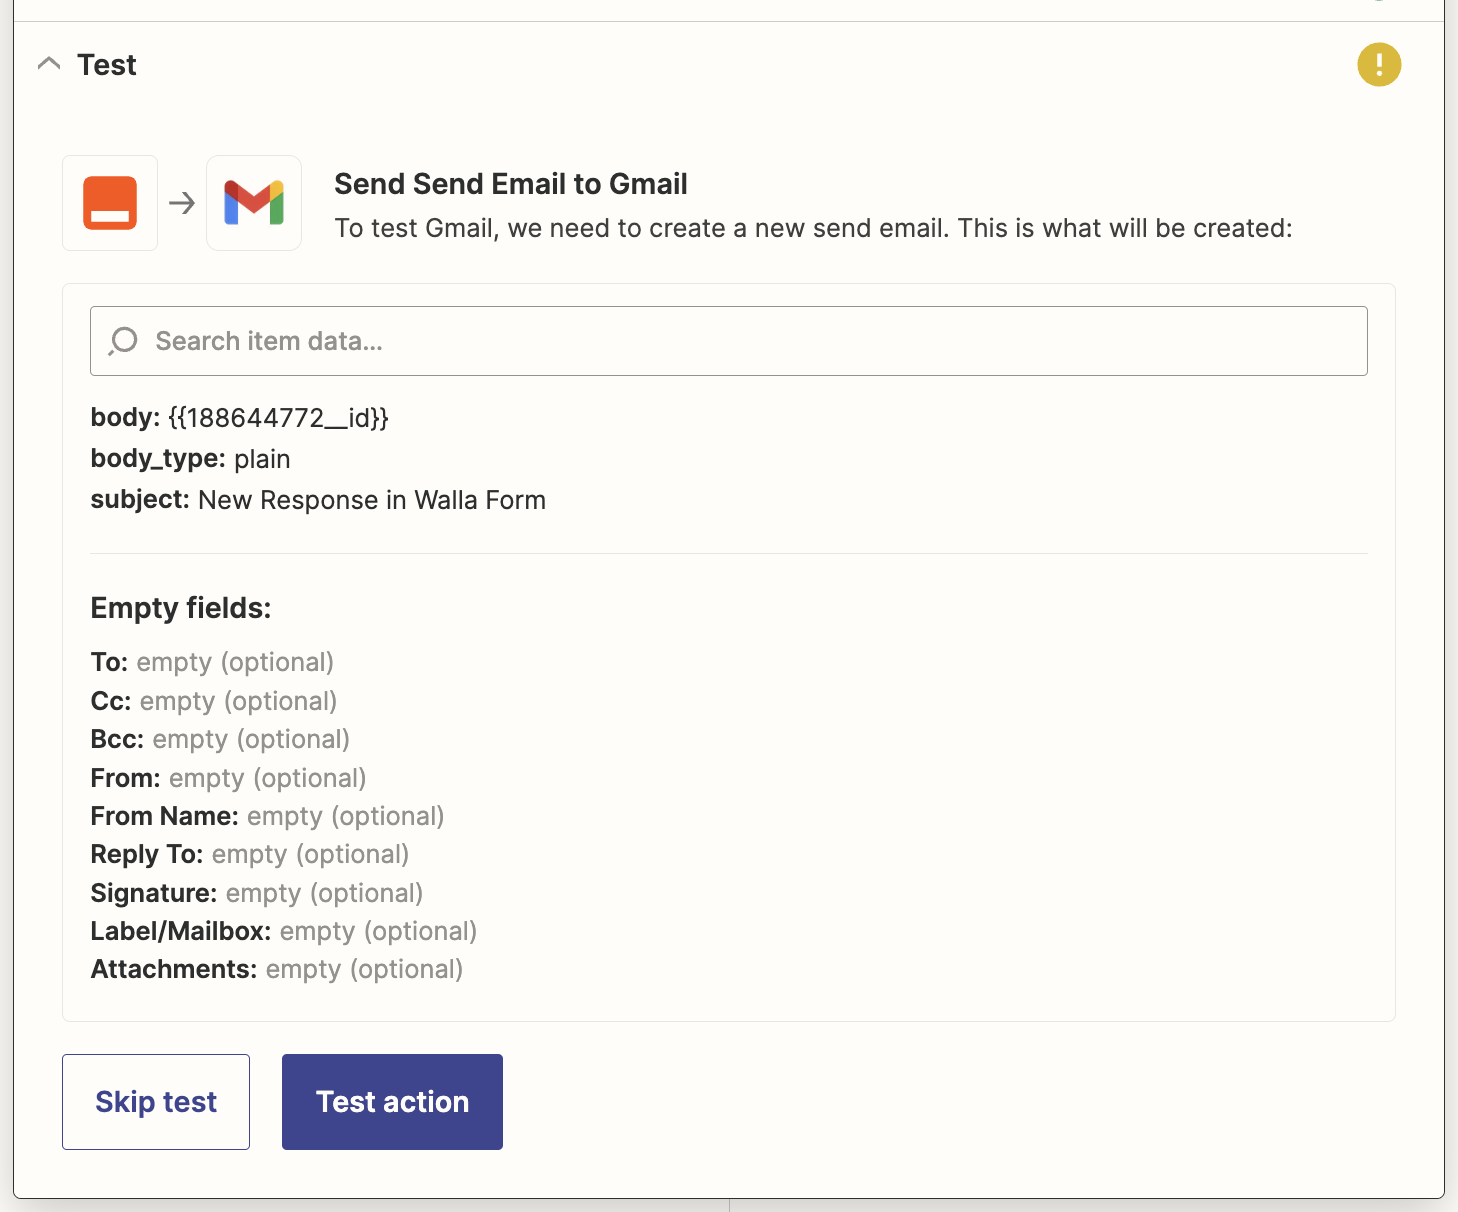 Test
Send Send Email to Gmail
To test Gmail, we need to create a new send email. This is what will be created:
Search item data...
body: {{188644772__id}}
body_type: plain
subject: New Response in Walla Form
Empty fields:
To: empty (optional)
Cc: empty (optional)
Bcc: empty (optional)
From: empty (optional)
From Name: empty (optional)
Reply To: empty (optional)
Signature: empty (optional)
Label/Mailbox: empty (optional)
Attachments: empty (optional)
Skip test
Test action